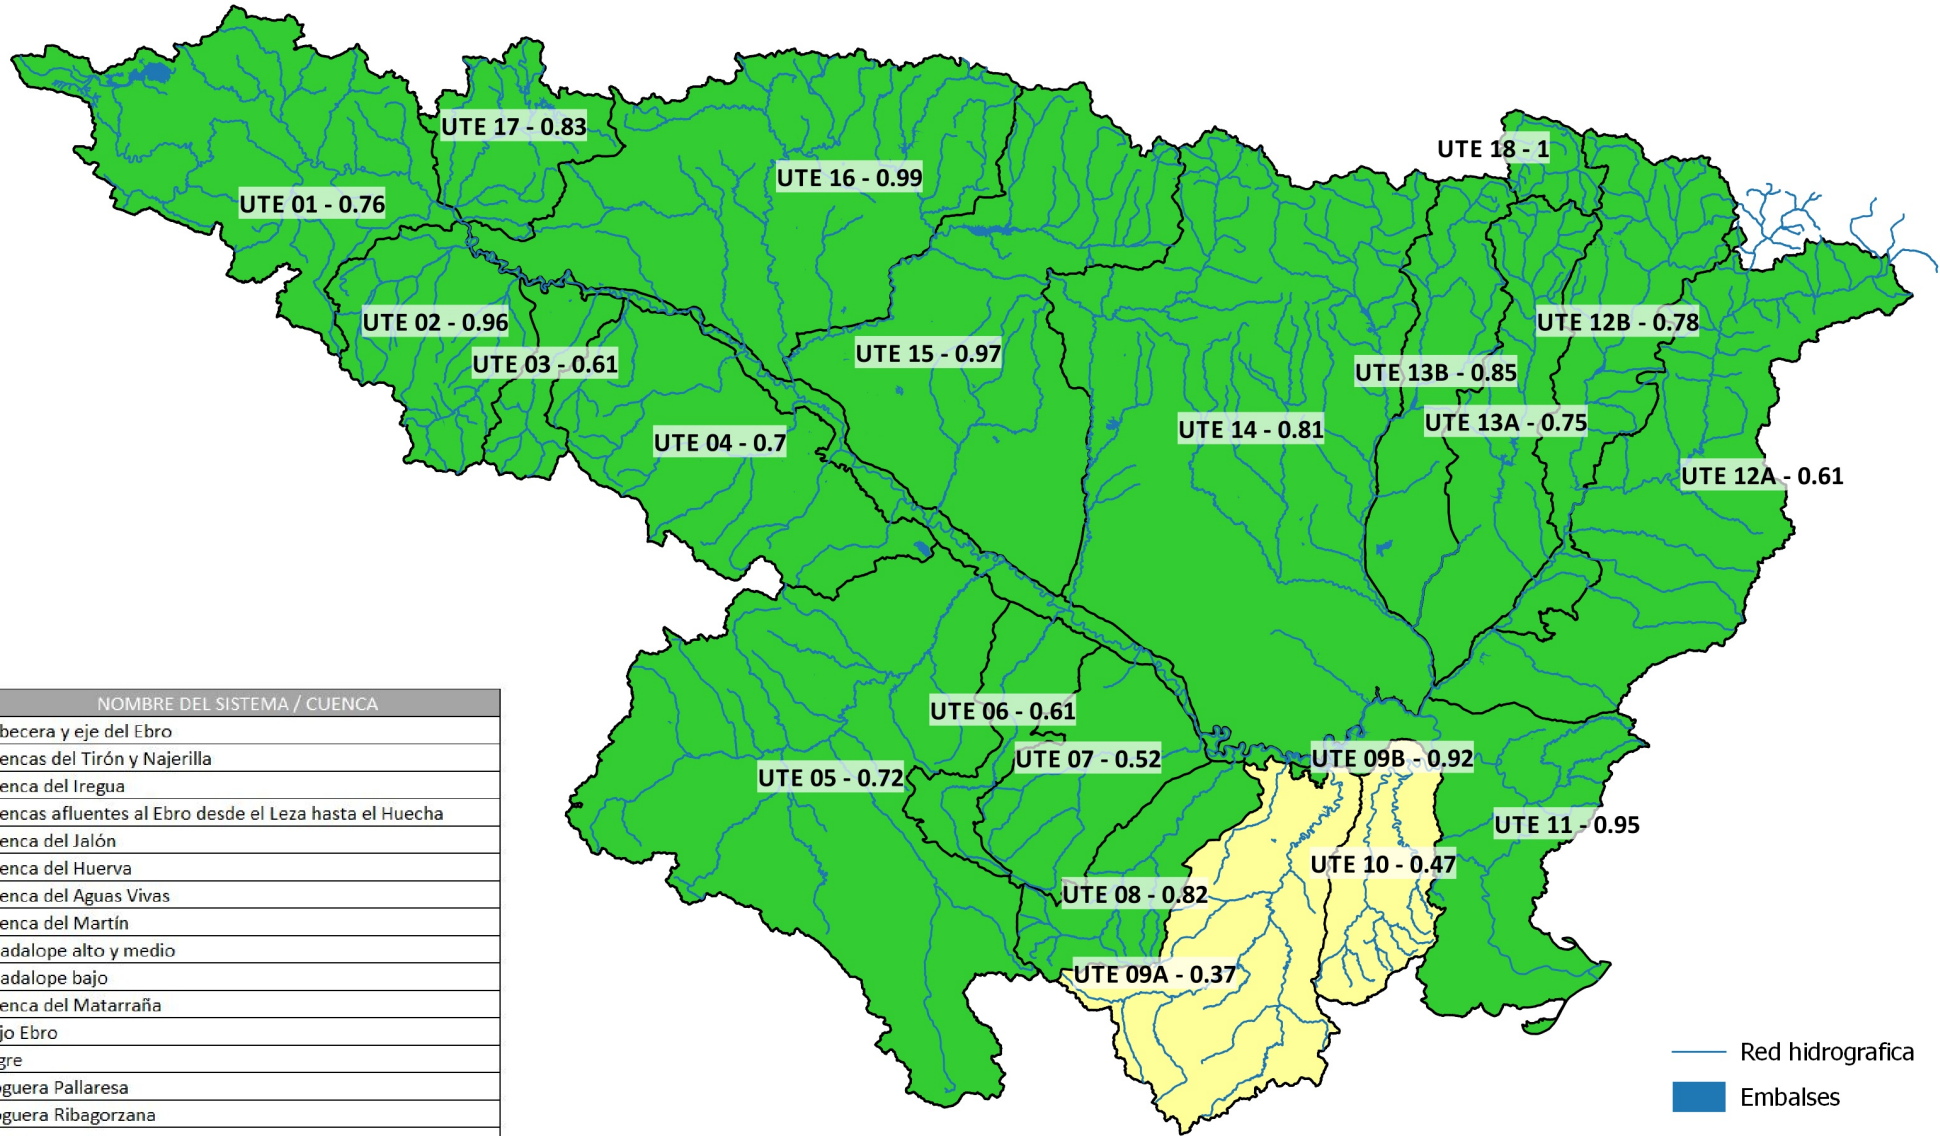 UTE 17 - 0.83
UTE 18 - 1
UTE 16 - 0.99
UTE 01 - 0.76
UTE 02 - 0.96
UTE 12B - 0.78
UTE 15 - 0.97
UTE 03 - 0.61
UTE 13B - 0.85
UTE 13A - 0.75
UTE 14 - 0.81
UTE 04 - 0.7
UTE 12A - 0.61
UTE 06 - 0.61
UTE 07 - 0.52
UTE 09B - 0.92
UTE 05 - 0.72
UTE 11 - 0.95
UTE 10 - 0.47
UTE 08 - 0.82
UTE 09A - 0.37
NOMBRE DEL SISTEMA / CUENCA
becera y eje del Ebro
encas del Tirón y Najerilla
enca del Iregua
encas afluentes al Ebro desde el Leza hasta el Huecha
enca del Jalón
enca del Huerva
enca del Aguas Vivas
enca del Martín
adalope alto y medio
adalope bajo
enca del Matarraña
jo Ebro
gre
oguera Pallaresa
oguera Ribagorzana
Red hidrografica
Embalses